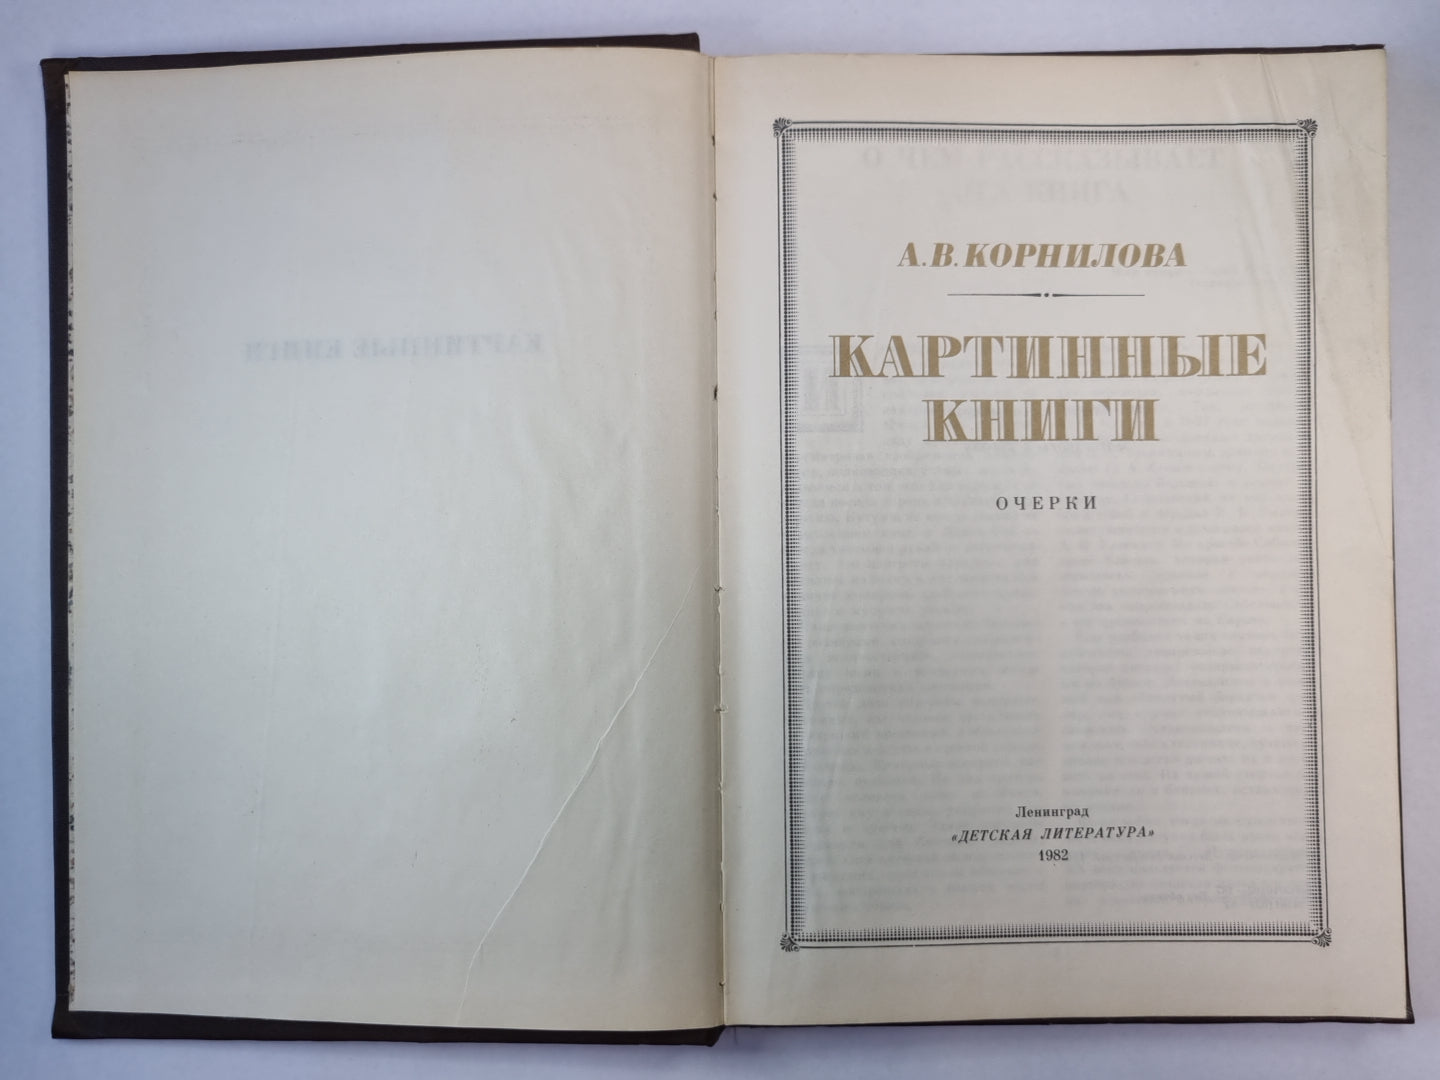 А. В. КОРНИЛОВА
КАРТИННЫЕ
КНИГИ
ОЧЕРКИ
Ленинград
«ДЕТСКАЯ ЛИТЕРАТУРА»
1982